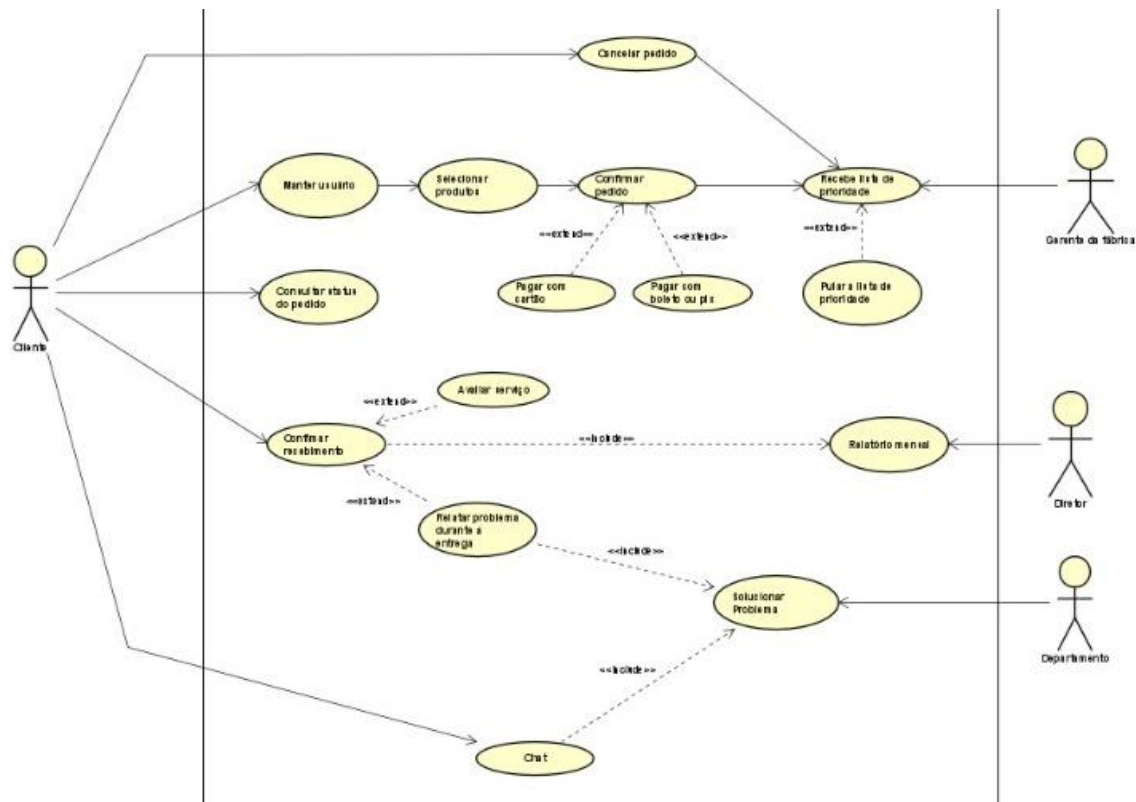 Cancelar pedido
Manter usuário
Selecionar
produtos
Confirmar
pedido
Recebe lista de
prioridade
<<extend>>
<<extend>>
<<extend>>
Gerente da fábrica
Consultar status
do pedido
Pagar com
cartão
Pagar com
boleto ou pix
Pular a lista de
prioridade
Cliente
Avaliar serviço
<<extend>>
Confirmar
recebimento
<<include>>
Relatório mensal
<<extend>>
Diretor
Relatar problema
durante a
entrega
<<include>>
Solucionar
Problema
Departamento
<<include>>
Chat